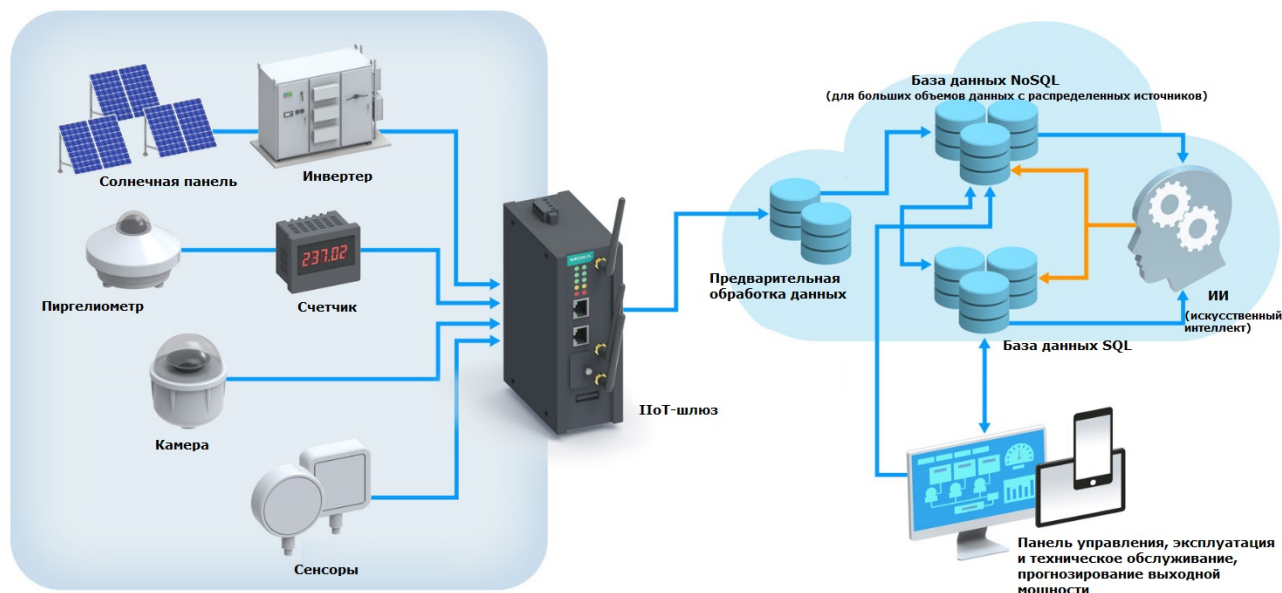 Солнечная панель
Инвертер
Пиргелиометр
237.02
Счетчик
Камера
Сенсоры
MOXA
IIoT-шлюз
Предварительная
обработка данных
База данных NoSQL
(для больших объемов данных с распределенных источников)
База данных SQL
ИИ
(искусственный
интеллект)
Панель управления, эксплуатация
и техническое обслуживание,
прогнозирование выходной
мощности